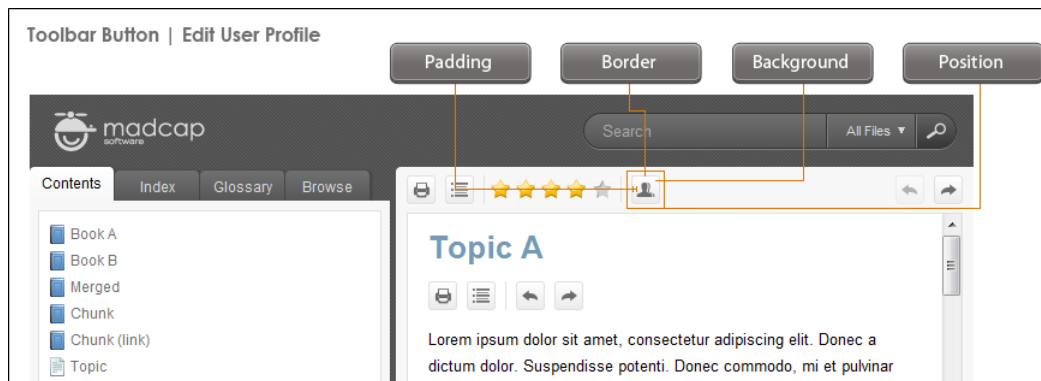 Toolbar Button | Edit User Profile
Padding
Border
Background
Position
madcap
software
Search
All Files
Contents
Index
Glossary
Browse
Book A
Book B
Merged
Chunk
Chunk (link)
Topic
Topic A
Lorem ipsum dolor sit amet, consectetur adipiscing elit. Donec a
dictum dolor. Suspendisse potenti. Donec commodo, mi et pulvinar